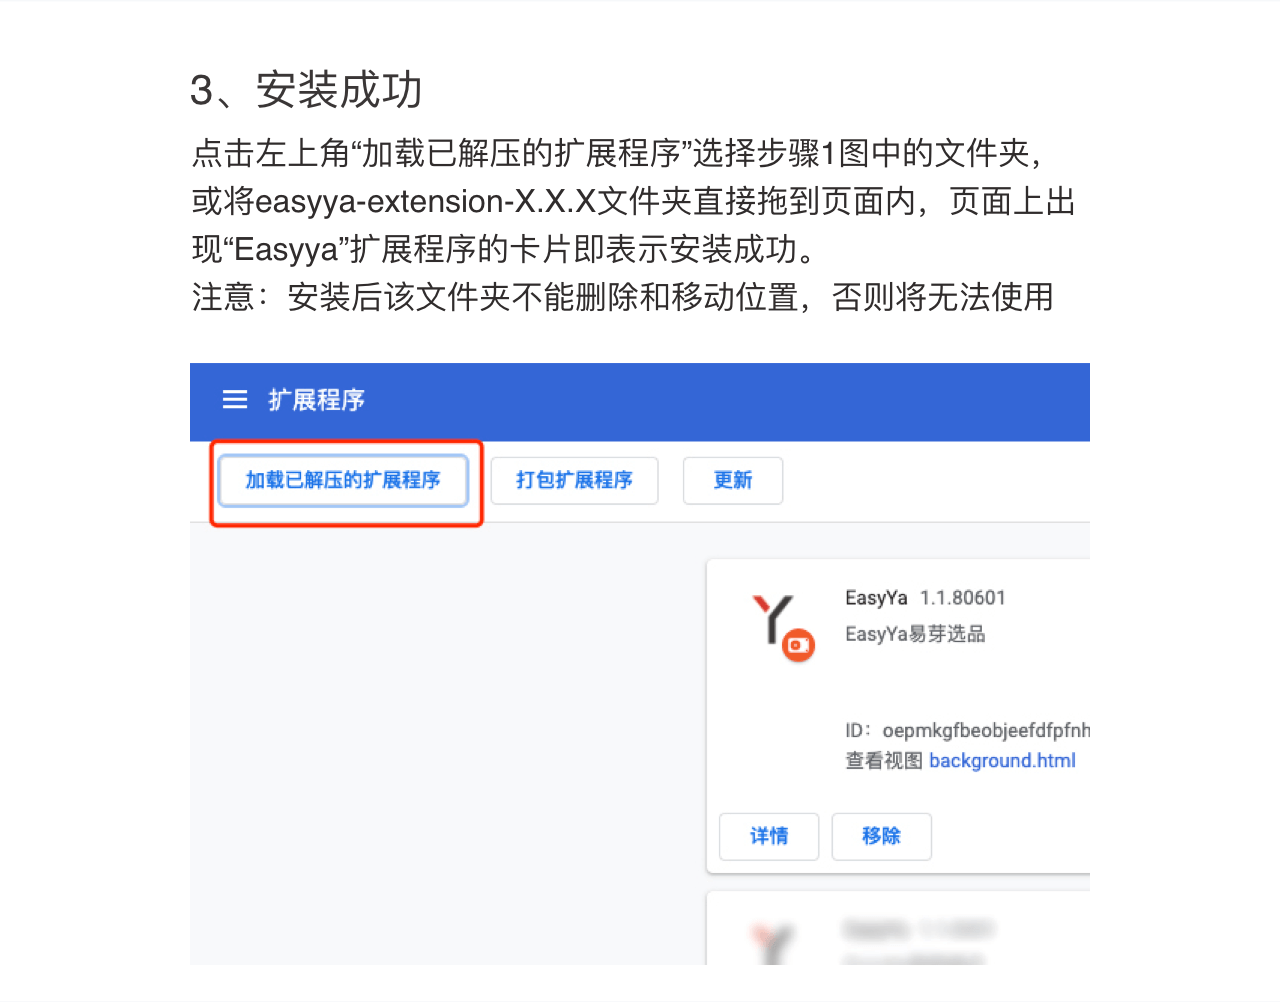 3、安装成功
点击左上角“加载已解压的扩展程序”选择步骤1图中的文件夹，
或将easyya-extension-X.X.X文件夹直接拖到页面内，页面上出
现“Easyya”扩展程序的卡片即表示安装成功。
注意：安装后该文件夹不能删除和移动位置，否则将无法使用
扩展程序
加载已解压的扩展程序 打包扩展程序 更新
EasyYa 1.1.80601
EasyYa易芽选品
ID：oepmkgfbeobjeefdfpfnh
查看视图 background.html
详情 移除